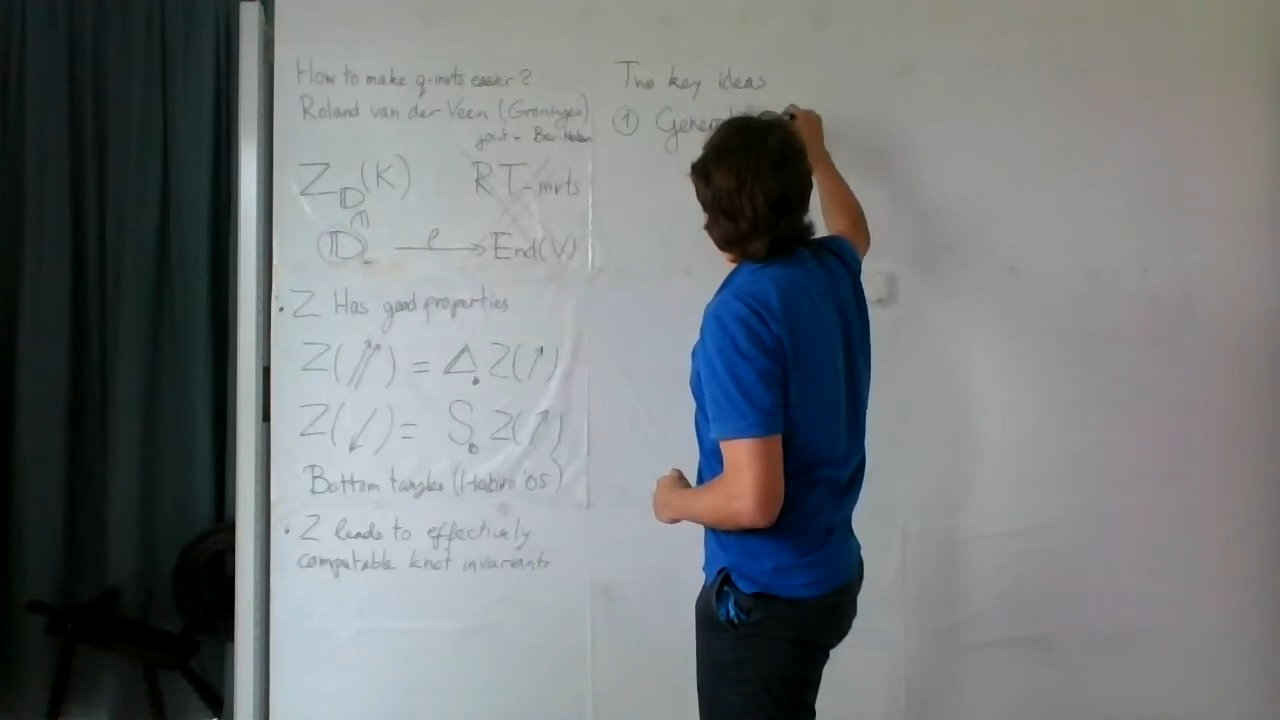 How to make q-invts easier?
Roland van der Veen (Groningen)
joint w Bar-Natan
Z_D(K) RT-invts
D ρ→ End(V)
• Z Has good properties
Z(⇈) = Δ. Z(↑)
Z(↙) = S. Z(↗)
Bottom tangles (Habiro '05)
• Z leads to effectively
computable knot invariants
Two key ideas
① Gener